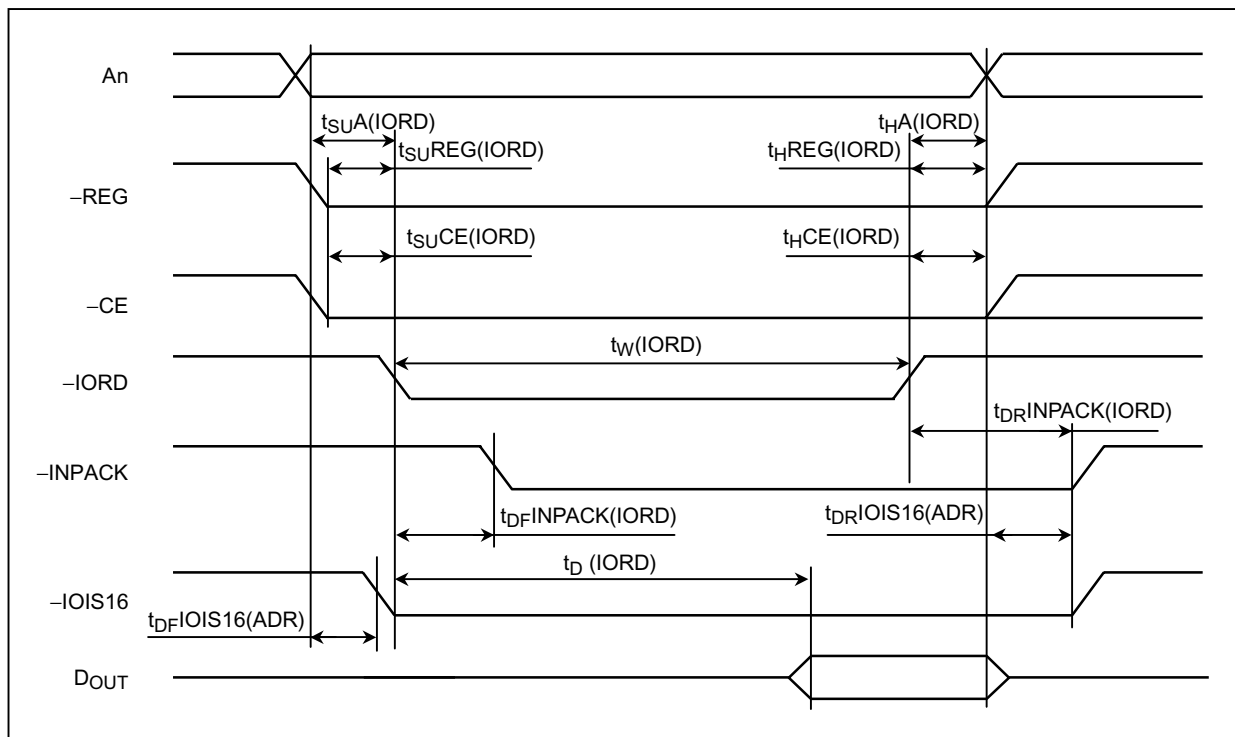 An
tSUA(IORD)
tHA(IORD)
tSUREG(IORD)
tHREG(IORD)
–REG
tSUCE(IORD)
tHCE(IORD)
–CE
tW(IORD)
–IORD
tDRINPACK(IORD)
–INPACK
tDFINPACK(IORD)
tDRIOIS16(ADR)
tD (IORD)
–IOIS16
tDFIOIS16(ADR)
DOUT